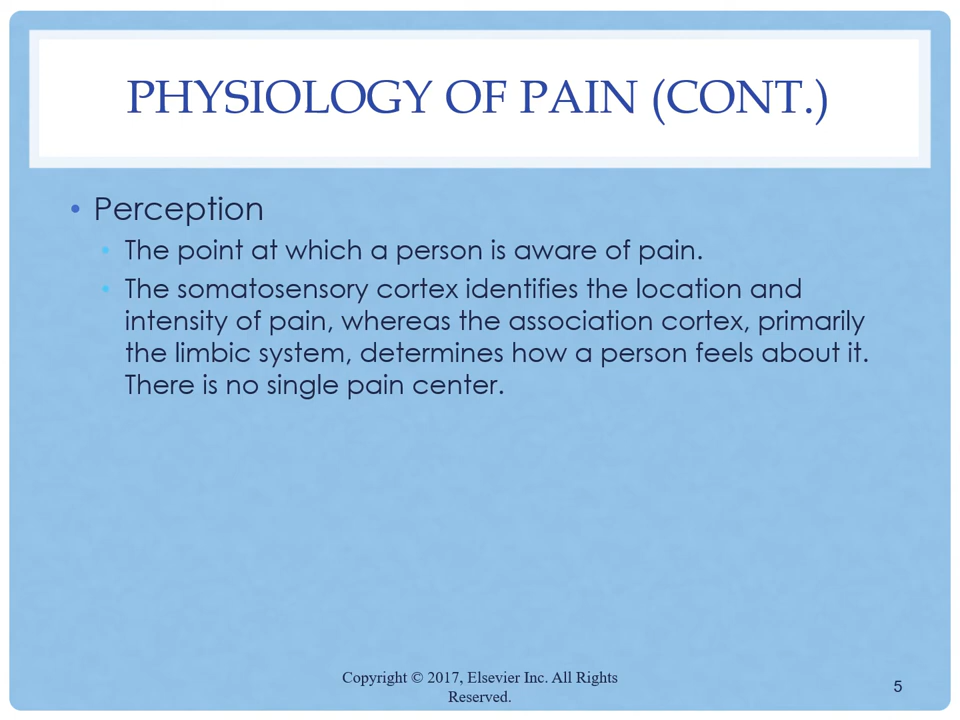 PHYSIOLOGY OF PAIN (CONT.)
• Perception
• The point at which a person is aware of pain.
• The somatosensory cortex identifies the location and
intensity of pain, whereas the association cortex, primarily
the limbic system, determines how a person feels about it.
There is no single pain center.
Copyright © 2017, Elsevier Inc. All Rights
Reserved.
5